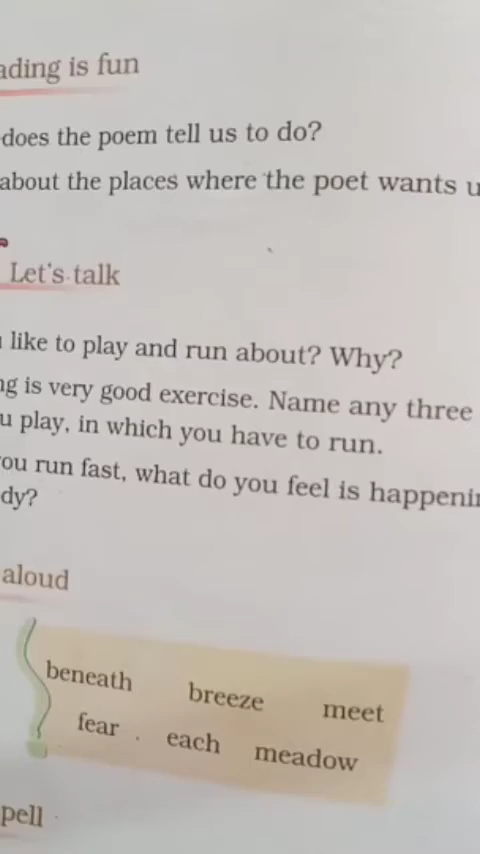 ading is fun
does the poem tell us to do?
about the places where the poet wants u
Let's talk
like to play and run about? Why?
ng is very good exercise. Name any three
u play, in which you have to run.
ou run fast, what do you feel is happenin
dy?
aloud
beneath breeze meet
fear each meadow
pell